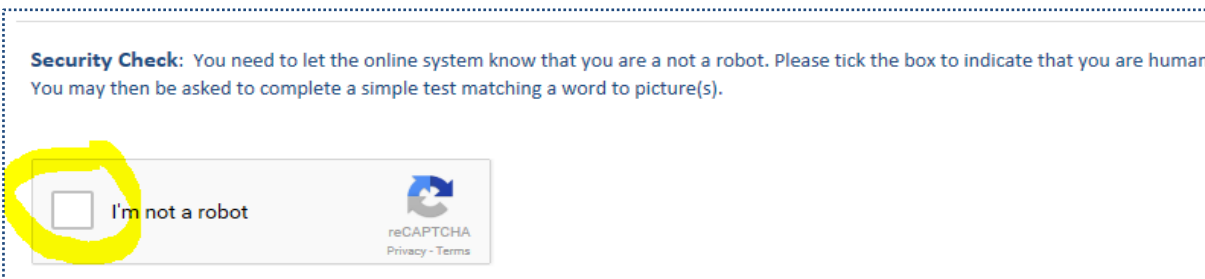 Security Check: You need to let the online system know that you are a not a robot. Please tick the box to indicate that you are human
You may then be asked to complete a simple test matching a word to picture(s).
I'm not a robot
reCAPTCHA
Privacy - Terms